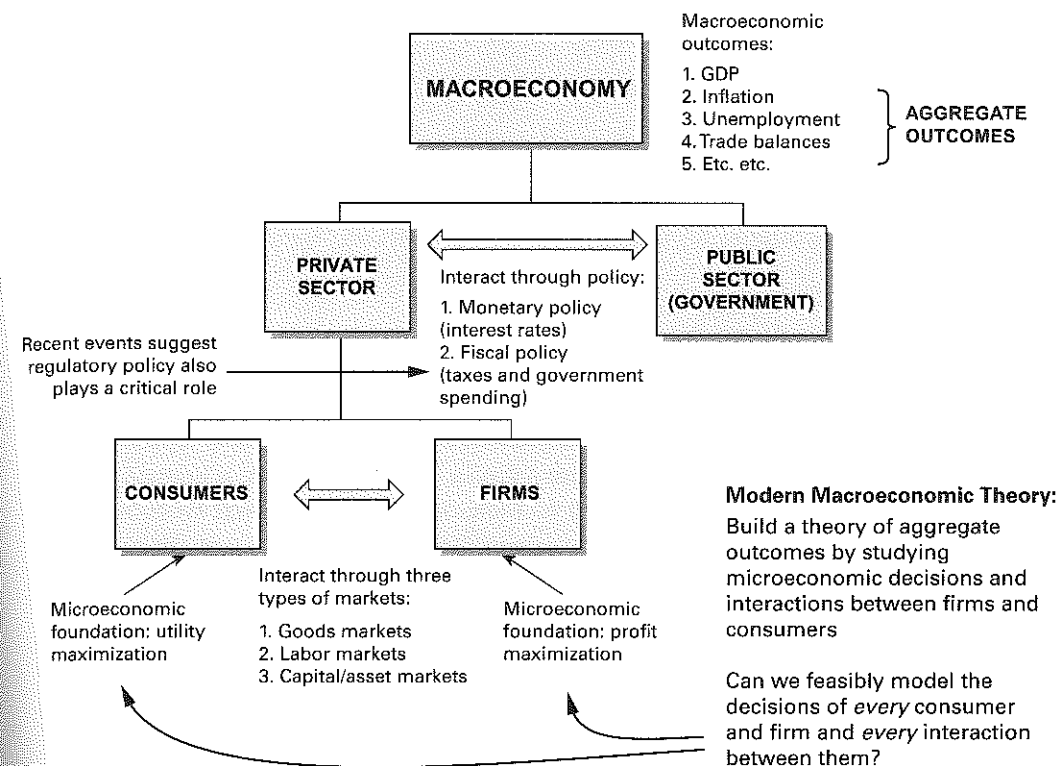 Macroeconomic
outcomes:
1. GDP
2. Inflation
3. Unemployment
4. Trade balances
5. Etc. etc.
AGGREGATE
OUTCOMES
MACROECONOMY
PRIVATE
SECTOR
Interact through policy:
1. Monetary policy
(interest rates)
2. Fiscal policy
(taxes and government
spending)
PUBLIC
SECTOR
(GOVERNMENT)
Recent events suggest
regulatory policy also
plays a critical role
CONSUMERS
FIRMS
Microeconomic
foundation: utility
maximization
Interact through three
types of markets:
1. Goods markets
2. Labor markets
3. Capital/asset markets
Microeconomic
foundation: profit
maximization
Modern Macroeconomic Theory:
Build a theory of aggregate
outcomes by studying
microeconomic decisions and
interactions between firms and
consumers
Can we feasibly model the
decisions of every consumer
and firm and every interaction
between them?